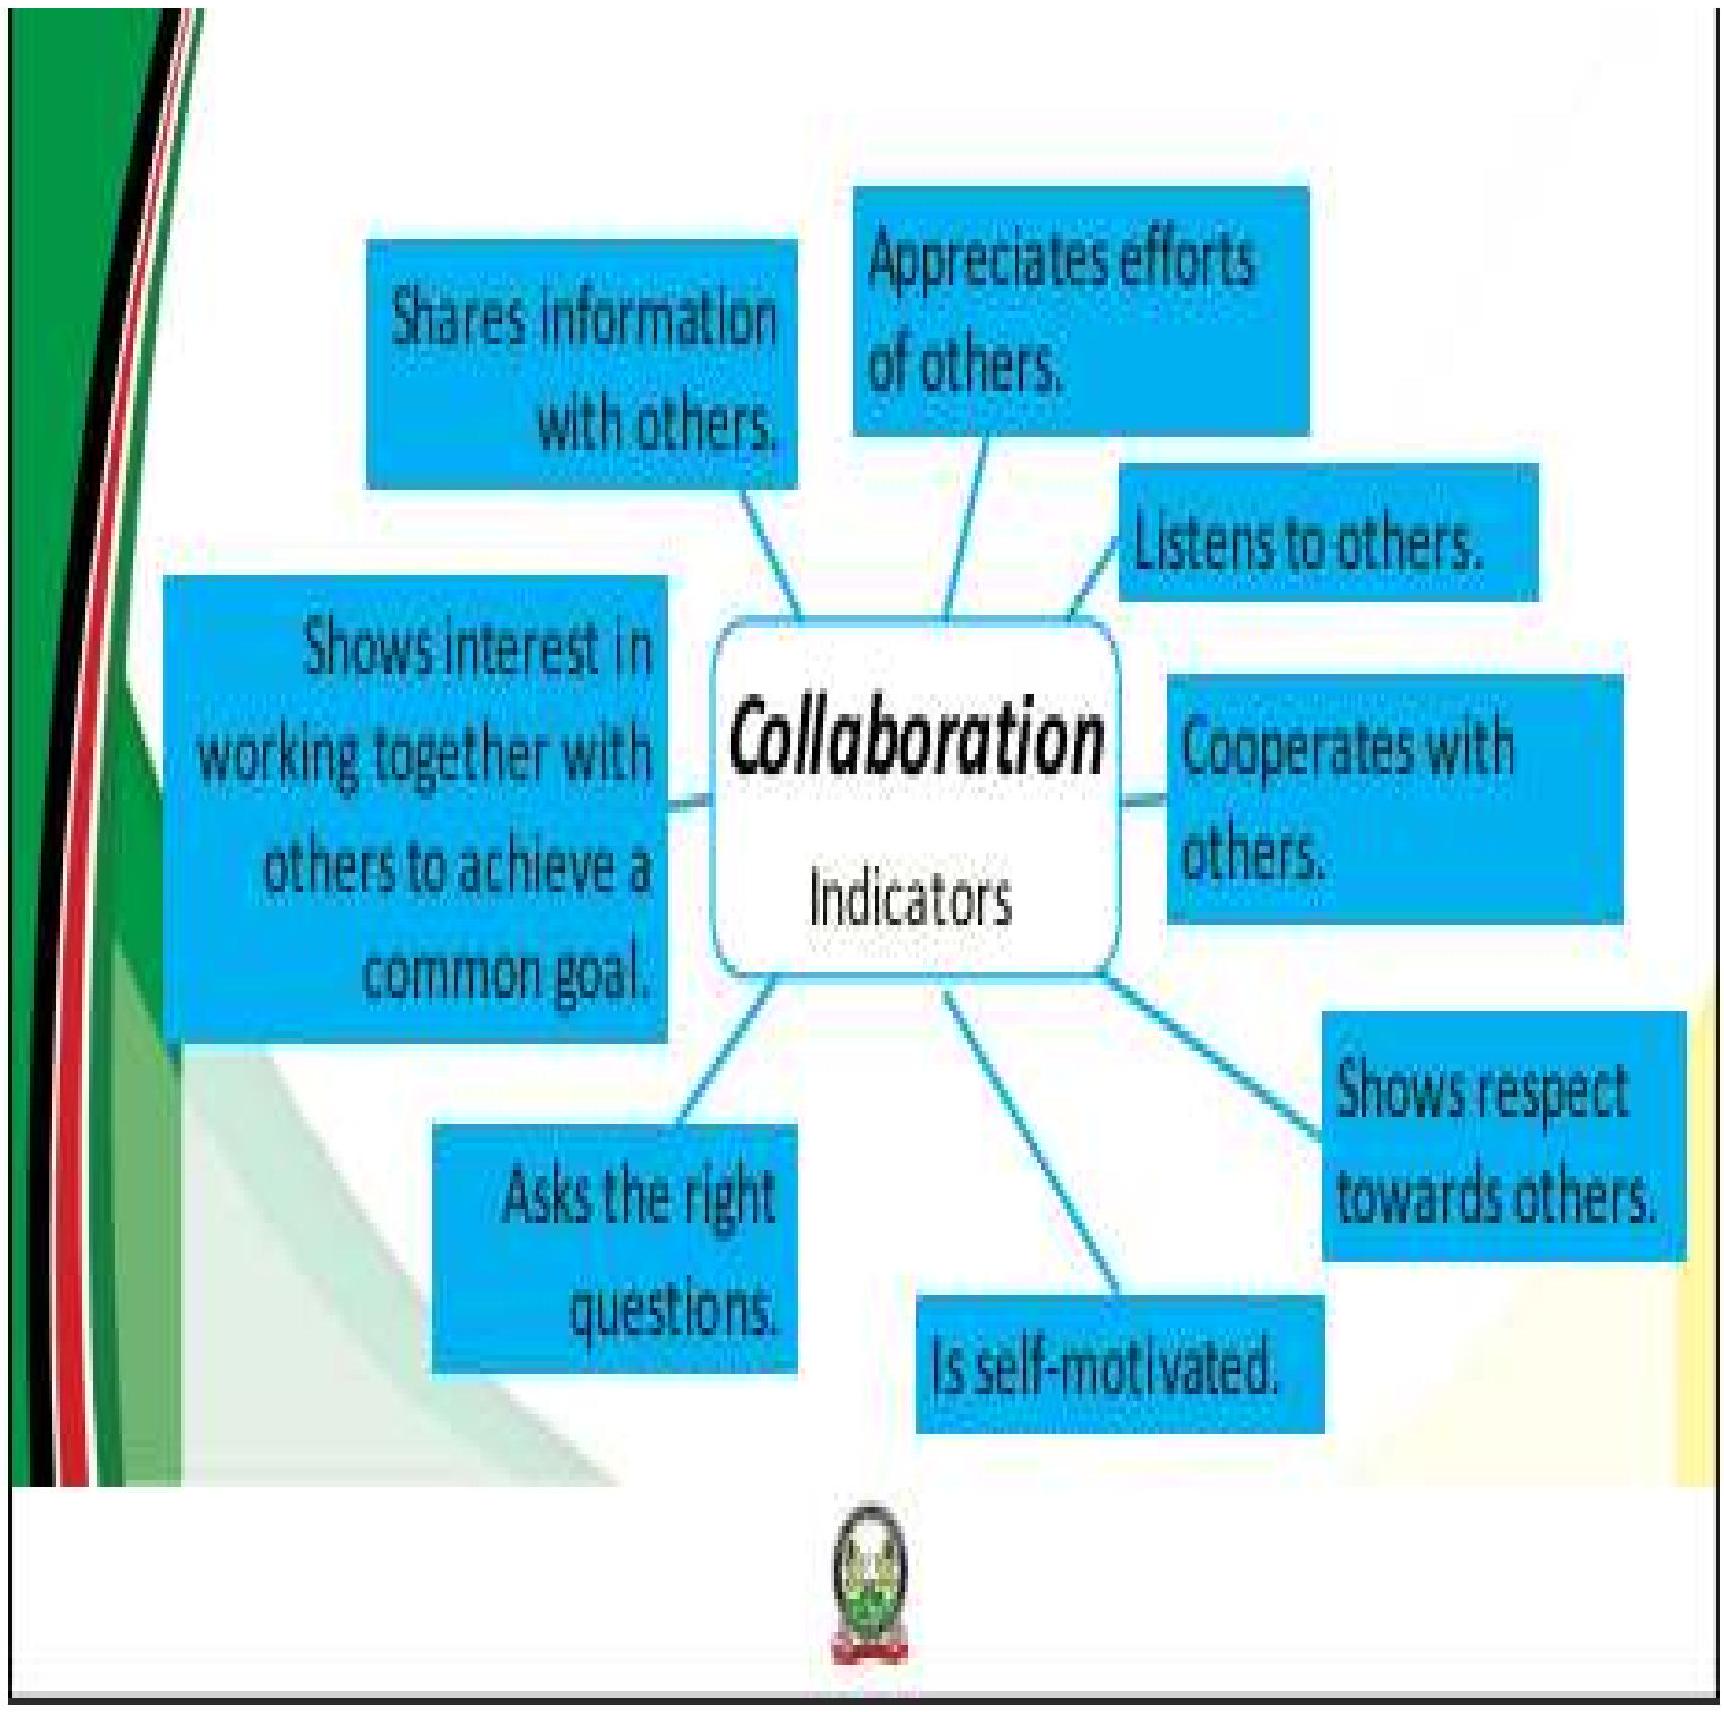 Appreciates efforts
of others.
Shares information
with others.
Listens to others.
Shows interest in
working together with
others to achieve a
common goal.
Collaboration
Indicators
Cooperates with
others.
Shows respect
towards others.
Asks the right
questions.
Is self-motivated.